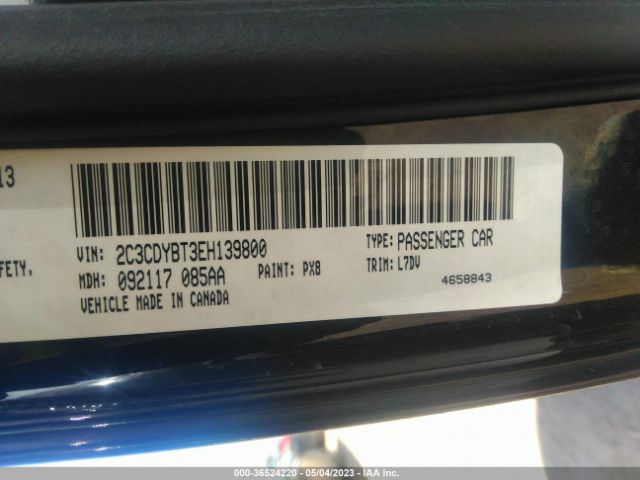 13
VIN: 2C3CDYBT3EH139800
TYPE: PASSENGER CAR
FETY,
MDH: 092117 085AA
PAINT: PX8
TRIM: L7DV
VEHICLE MADE IN CANADA
4658843
000-36524220 - 05/04/2023 - IAA Inc.